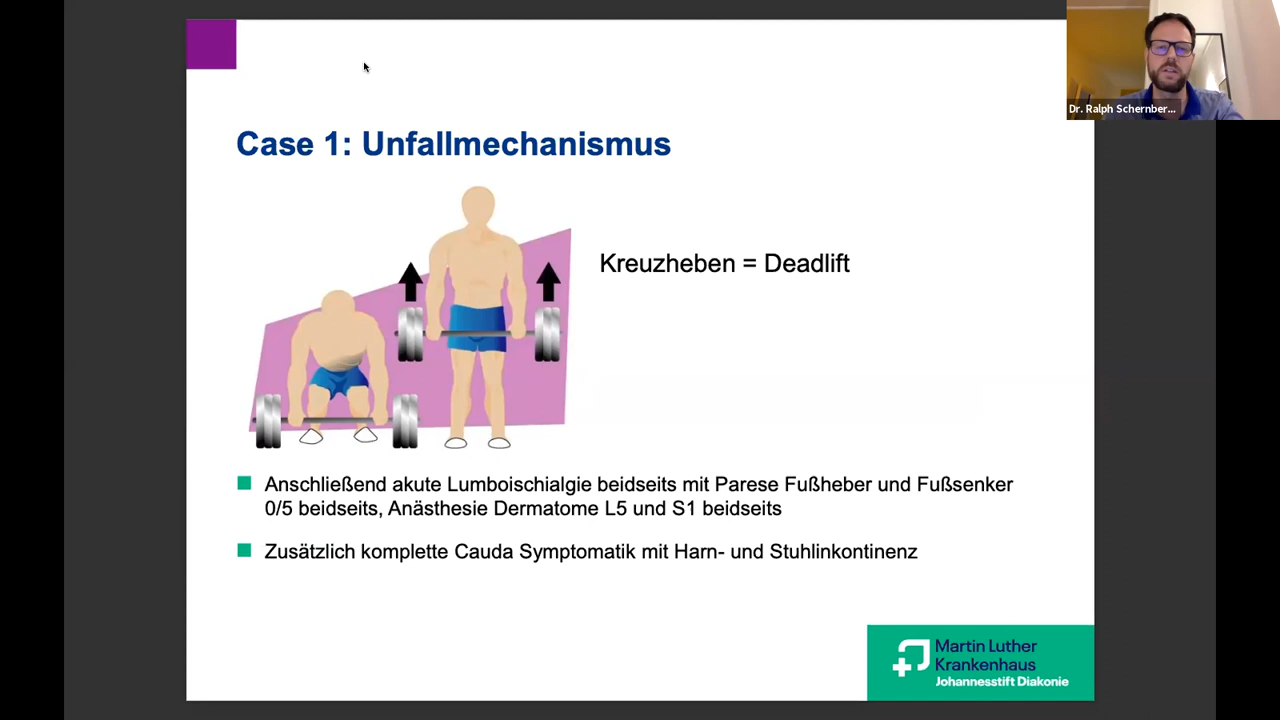 Dr. Ralph Schernber...
Case 1: Unfallmechanismus
Kreuzheben = Deadlift
Anschließend akute Lumboischialgie beidseits mit Parese Fußheber und Fußsenker
0/5 beidseits, Anästhesie Dermatome L5 und S1 beidseits
Zusätzlich komplette Cauda Symptomatik mit Harn- und Stuhlinkontinenz
Martin Luther
Krankenhaus
Johannesstift Diakonie